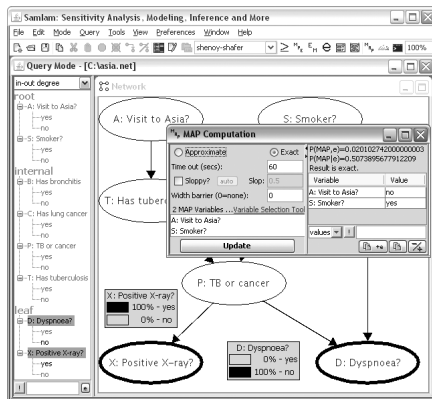 SamIam: Sensitivity Analysis, Modeling, Inference and More
File Edit Mode Query Tools View Preferences Window Help
shenoy-shafer
100%
Query Mode - [C:\asia.net]
in-out degree
root
A: Visit to Asia?
yes
no
S: Smoker?
yes
no
internal
B: Has bronchitis
yes
no
C: Has lung cancer
yes
no
P: TB or cancer
yes
no
T: Has tuberculosis
yes
no
leaf
D: Dyspnoea?
yes
no
X: Positive X-ray?
yes
no
Network
A: Visit to Asia?
S: Smoker?
T: Has tuberc
P: TB or cancer
X: Positive X-ray?
100% - yes
0% - no
X: Positive X-ray?
D: Dyspnoea?
0% - yes
100% - no
D: Dyspnoea?
MAP Computation
Approximate
Exact
Time out (secs):
60
Sloppy?
auto
Slop:
0.5
Width barrier (0=none):
0
2 MAP Variables ...Variable Selection Tool
A: Visit to Asia?
S: Smoker?
Update
P(MAP,e)=0.0201027420000003
P(MAP|e)=0.5073895677912209
Result is exact.
Variable
Value
A: Visit to Asia?
no
S: Smoker?
yes
values